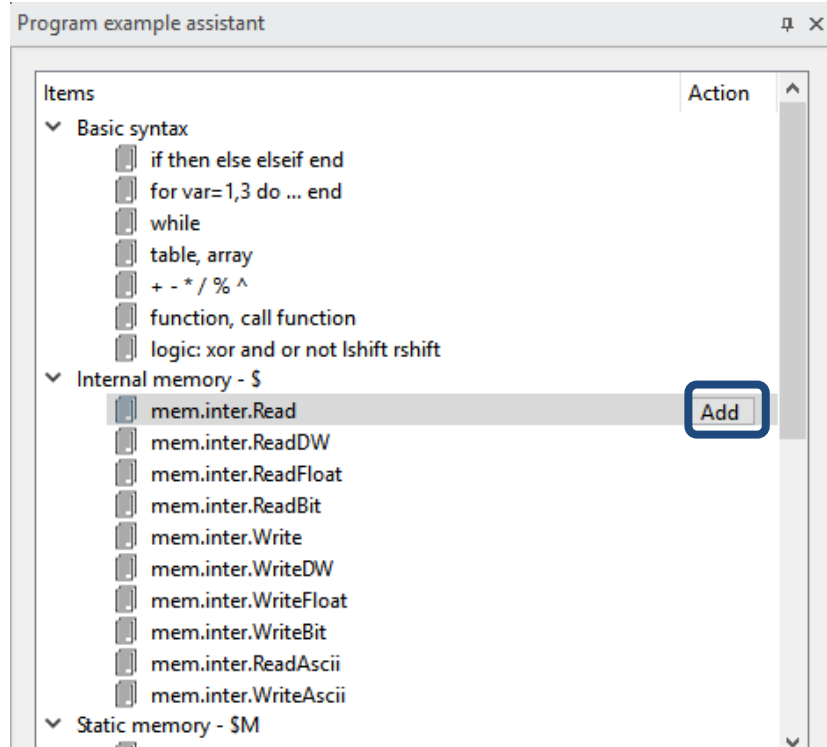 Program example assistant
Items Action
Basic syntax
if then else elseif end
for var=1,3 do ... end
while
table, array
+ - * / % ^
function, call function
logic: xor and or not lshift rshift
Internal memory - $
mem.inter.Read Add
mem.inter.ReadDW
mem.inter.ReadFloat
mem.inter.ReadBit
mem.inter.Write
mem.inter.WriteDW
mem.inter.WriteFloat
mem.inter.WriteBit
mem.inter.ReadAscii
mem.inter.WriteAscii
Static memory - $M